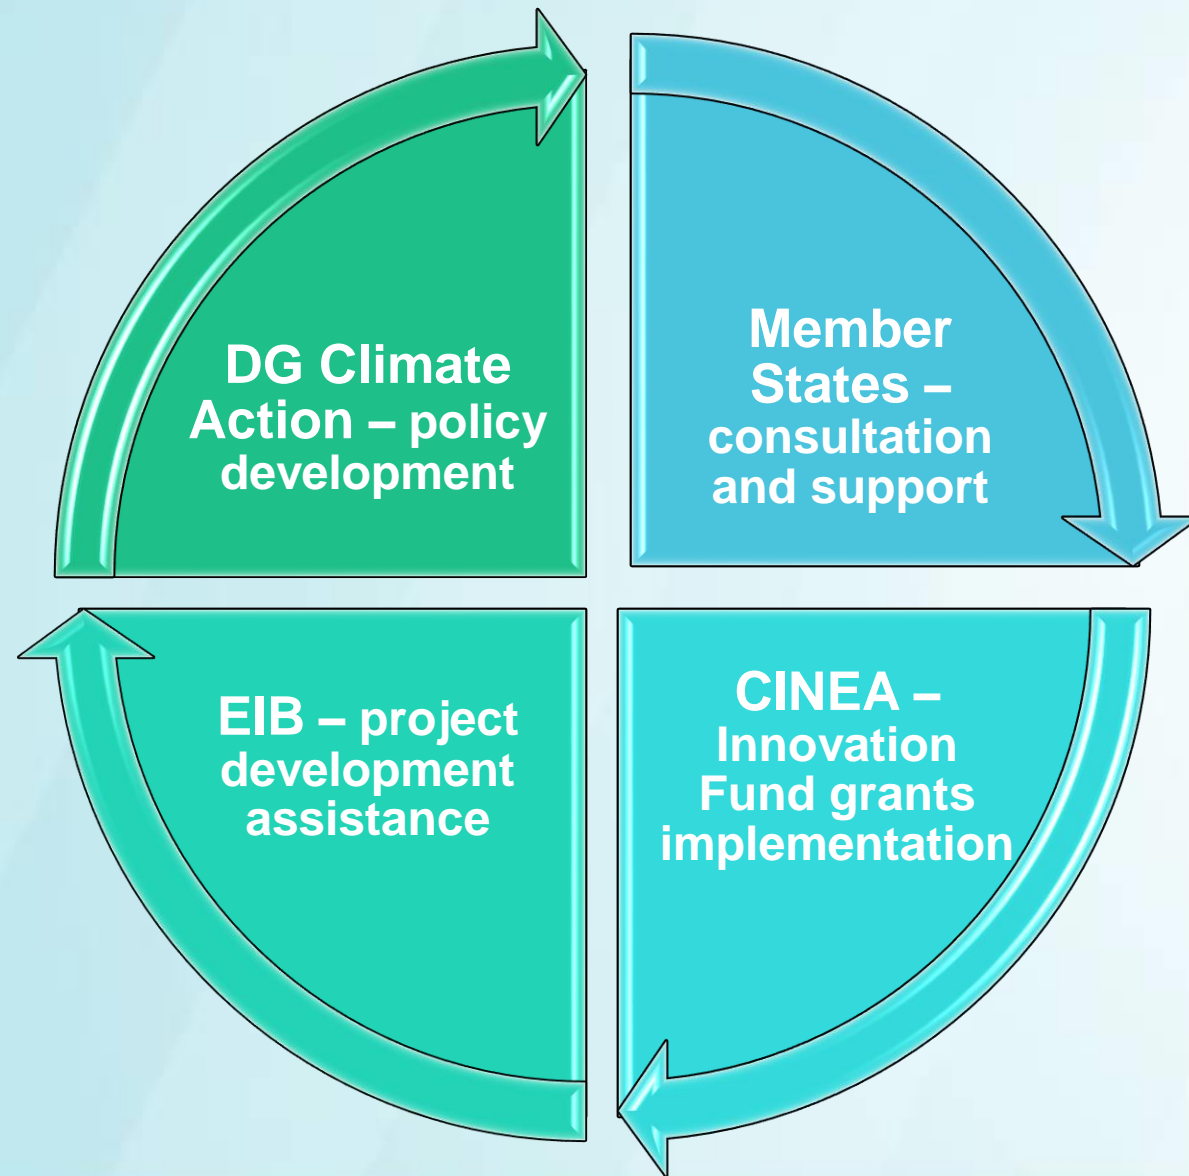 DG Climate
Action – policy
development
Member
States –
consultation
and support
EIB – project
development
assistance
CINEA –
Innovation
Fund grants
implementation